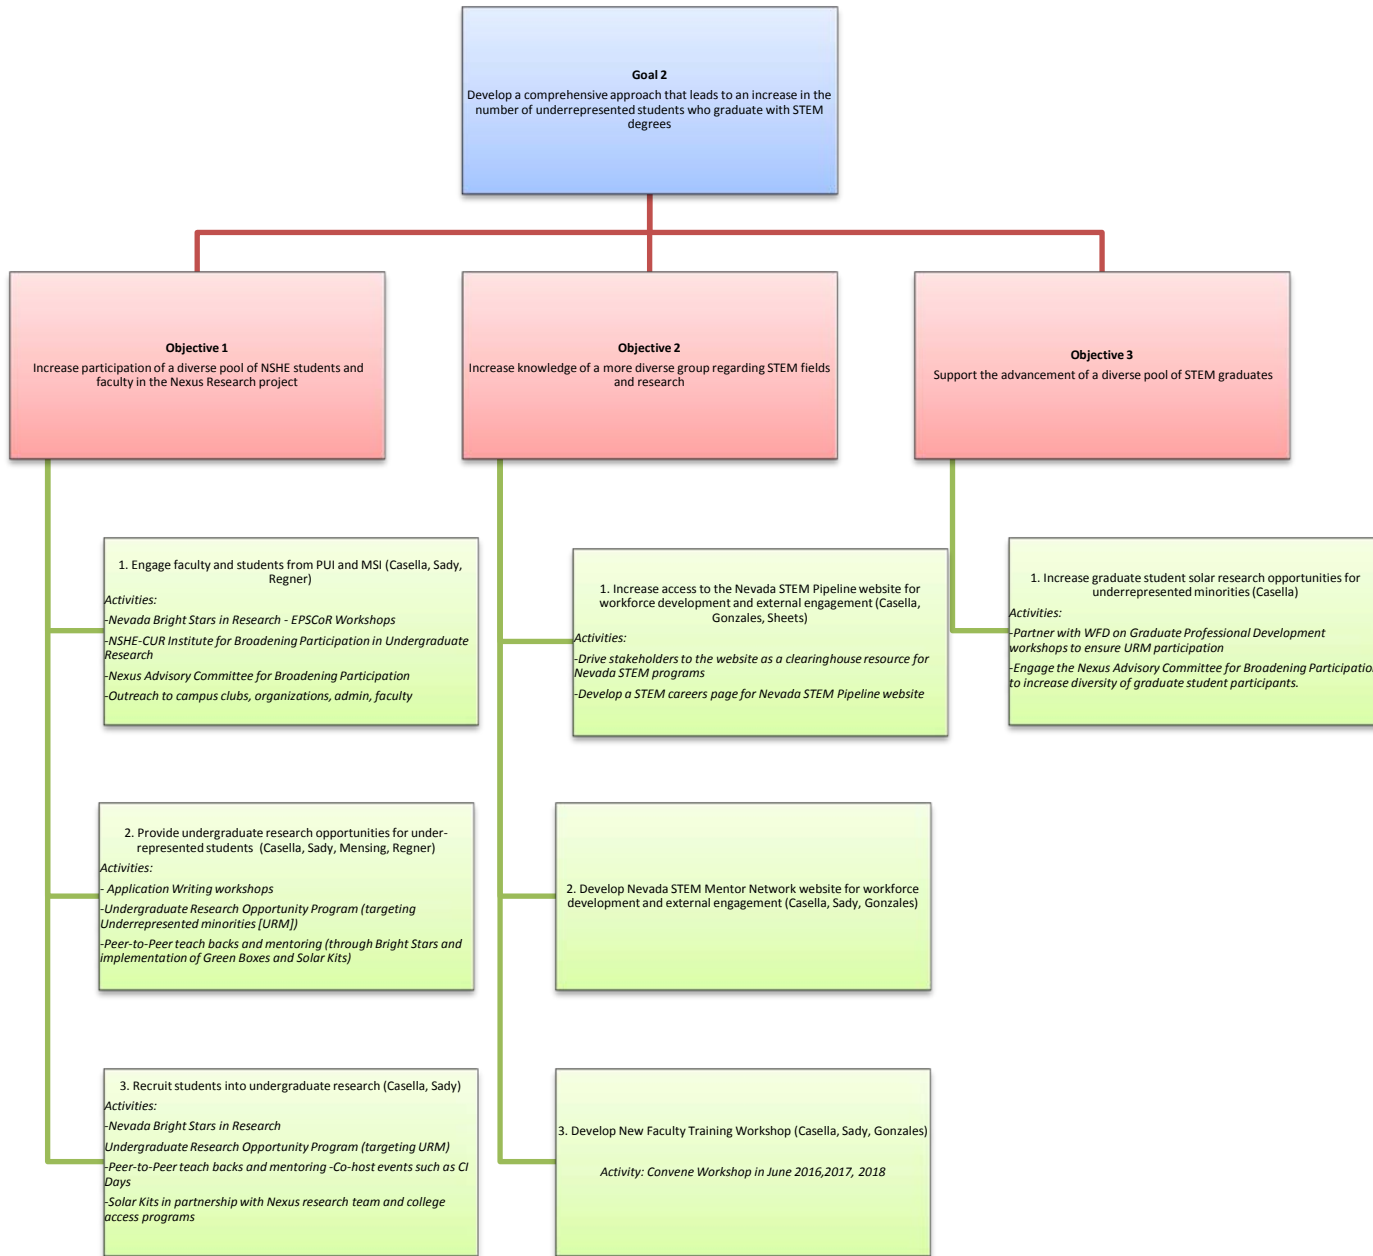 Goal 2
Develop a comprehensive approach that leads to an increase in the
number of underrepresented students who graduate with STEM
degrees
Objective 1
Increase participation of a diverse pool of NSHE students and
faculty in the Nexus Research project
Objective 2
Increase knowledge of a more diverse group regarding STEM fields
and research
Objective 3
Support the advancement of a diverse pool of STEM graduates
1. Engage faculty and students from PUI and MSI (Casella, Sady,
Regner)
Activities:
-Nevada Bright Stars in Research - EPSCoR Workshops
-NSHE-CUR Institute for Broadening Participation in Undergraduate
Research
-Nexus Advisory Committee for Broadening Participation
-Outreach to campus clubs, organizations, admin, faculty
2. Provide undergraduate research opportunities for under-
represented students  (Casella, Sady, Mensing, Regner)
Activities:
- Application Writing workshops
-Undergraduate Research Opportunity Program (targeting
Underrepresented minorities [URM])
-Peer-to-Peer teach backs and mentoring (through Bright Stars and
implementation of Green Boxes and Solar Kits)
3. Recruit students into undergraduate research (Casella, Sady)
Activities:
-Nevada Bright Stars in Research
Undergraduate Research Opportunity Program (targeting URM)
-Peer-to-Peer teach backs and mentoring -Co-host events such as CI
Days
-Solar Kits in partnership with Nexus research team and college
access programs
1. Increase access to the Nevada STEM Pipeline website for
workforce development and external engagement (Casella,
Gonzales, Sheets)
Activities:
-Drive stakeholders to the website as a clearinghouse resource for
Nevada STEM programs
-Develop a STEM careers page for Nevada STEM Pipeline website
2. Develop Nevada STEM Mentor Network website for workforce
development and external engagement (Casella, Sady, Gonzales)
3. Develop New Faculty Training Workshop (Casella, Sady, Gonzales)
Activity: Convene Workshop in June 2016,2017, 2018
1. Increase graduate student solar research opportunities for
underrepresented minorities (Casella)
Activities:
-Partner with WFD on Graduate Professional Development
workshops to ensure URM participation
-Engage the Nexus Advisory Committee for Broadening Participation
to increase diversity of graduate student participants.